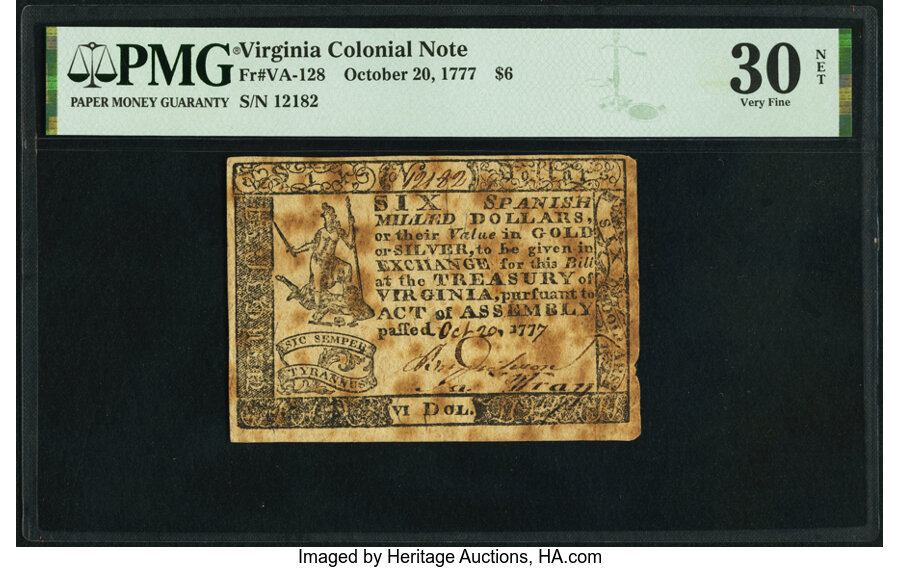 PMG® Virginia Colonial Note
Fr#VA-128 October 20, 1777 $6
PAPER MONEY GUARANTY S/N 12182
30 NET
Very Fine
N12182
SIX SPANISH
MILLED DOLLARS,
or their Value in GOLD
or SILVER, to be given in
EXCHANGE for this Bill
at the TREASURY of
VIRGINIA, pursuant to
ACT of ASSEMBLY
paſſed Oct 20, 1777
SIC SEMPER
TYRANNUS
Wray
VI DOL.
SIX
Imaged by Heritage Auctions, HA.com